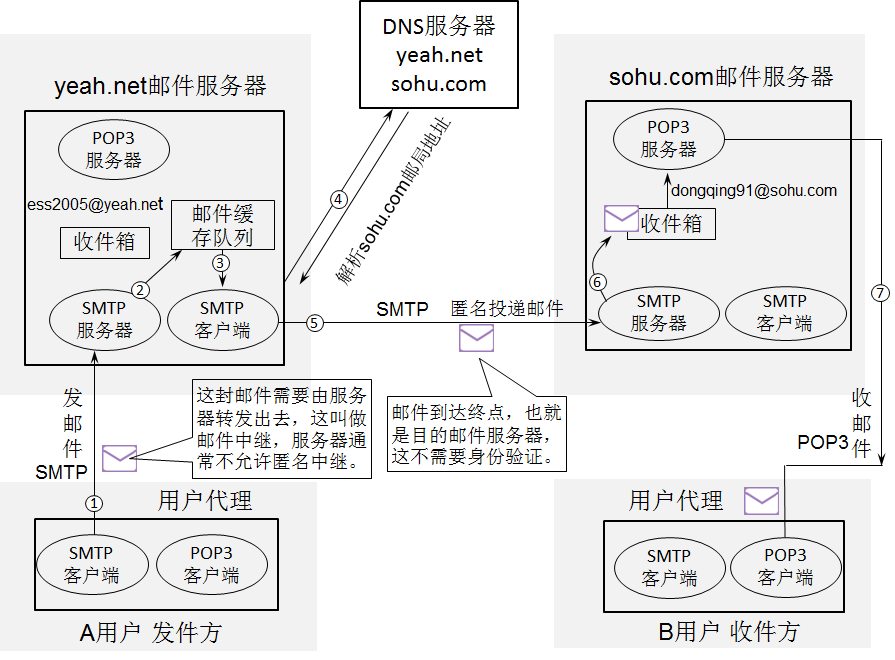 DNS服务器
yeah.net
sohu.com
yeah.net邮件服务器
POP3
服务器
ess2005@yeah.net
收件箱
邮件缓
存队列
②
③
SMTP
服务器
SMTP
客户端
④
解析sohu.com邮局地址
⑤
SMTP 匿名投递邮件
sohu.com邮件服务器
POP3
服务器
dongqing91@sohu.com
收件箱
⑥
SMTP
服务器
SMTP
客户端
⑦
发
邮
件
SMTP
①
这封邮件需要由服务
器转发出去，这叫做
邮件中继，服务器通
常不允许匿名中继。
邮件到达终点，也就
是目的邮件服务器，
这不需要身份验证。
收
邮
件
POP3
用户代理
SMTP
客户端
POP3
客户端
A用户 发件方
用户代理
SMTP
客户端
POP3
客户端
B用户 收件方